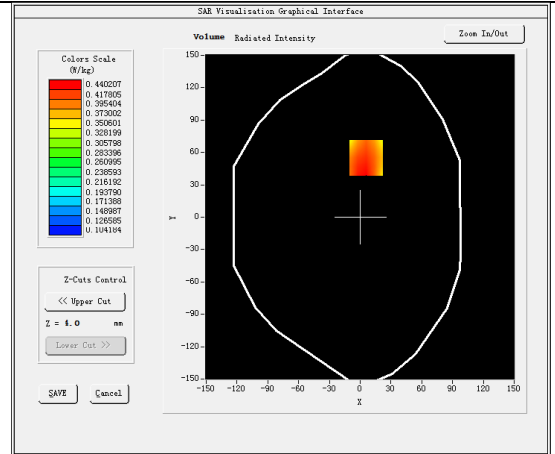 SAR Visualisation Graphical Interface
Volume Radiated Intensity
Zoom In/Out
Colors Scale
(W/kg)
0.440207
0.417805
0.395404
0.373002
0.350601
0.328199
0.305798
0.283396
0.260995
0.238593
0.216192
0.193790
0.171388
0.148987
0.126585
0.104184
Z-Cuts Control
<< Upper Cut
Z = 4.0 mm
Lower Cut >>
SAVE
Cancel
150
120
90
60
30
0
-30
-60
-90
-120
-150
Y
-150 -120 -90 -60 -30 0 30 60 90 120 150
X